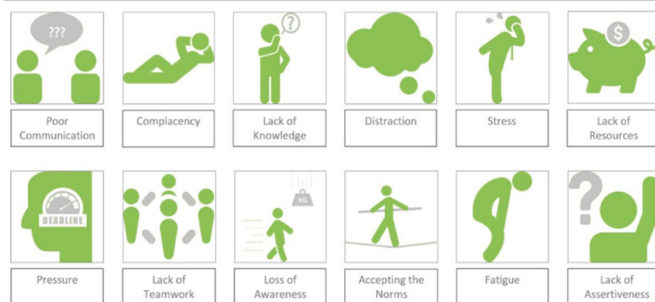 ???
?
$
Poor
Communication
Complacency
Lack of
Knowledge
Distraction
Stress
Lack of
Resources
DEADLINE
KG
?
Pressure
Lack of
Teamwork
Loss of
Awareness
Accepting the
Norms
Fatigue
Lack of
Assertiveness